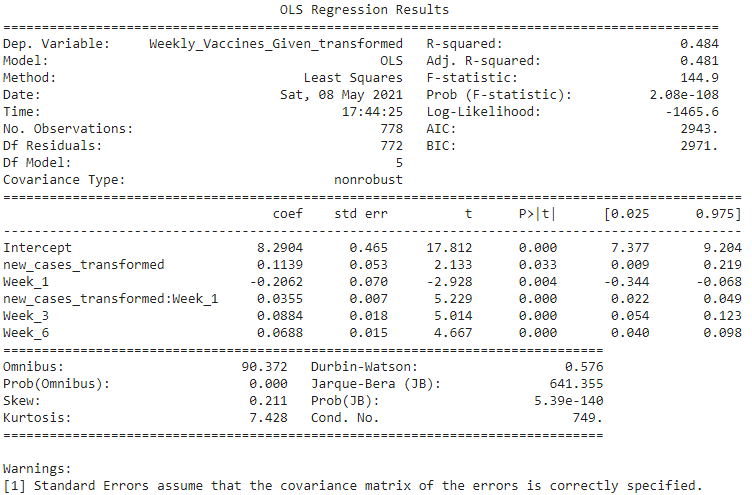 OLS Regression Results
==============================================================================================
Dep. Variable: Weekly_Vaccines_Given_transformed R-squared: 0.484
Model: OLS Adj. R-squared: 0.481
Method: Least Squares F-statistic: 144.9
Date: Sat, 08 May 2021 Prob (F-statistic): 2.08e-108
Time: 17:44:25 Log-Likelihood: -1465.6
No. Observations: 778 AIC: 2943.
Df Residuals: 772 BIC: 2971.
Df Model: 5
Covariance Type: nonrobust
=================================================================================================
coef std err t P>|t| [0.025 0.975]
-------------------------------------------------------------------------------------------------
Intercept 8.2904 0.465 17.812 0.000 7.377 9.204
new_cases_transformed 0.1139 0.053 2.133 0.033 0.009 0.219
Week_1 -0.2062 0.070 -2.928 0.004 -0.344 -0.068
new_cases_transformed:Week_1 0.0355 0.007 5.229 0.000 0.022 0.049
Week_3 0.0884 0.018 5.014 0.000 0.054 0.123
Week_6 0.0688 0.015 4.667 0.000 0.040 0.098
==============================================================================
Omnibus: 90.372 Durbin-Watson: 0.576
Prob(Omnibus): 0.000 Jarque-Bera (JB): 641.355
Skew: 0.211 Prob(JB): 5.39e-140
Kurtosis: 7.428 Cond. No. 749.
==============================================================================
Warnings:
[1] Standard Errors assume that the covariance matrix of the errors is correctly specified.